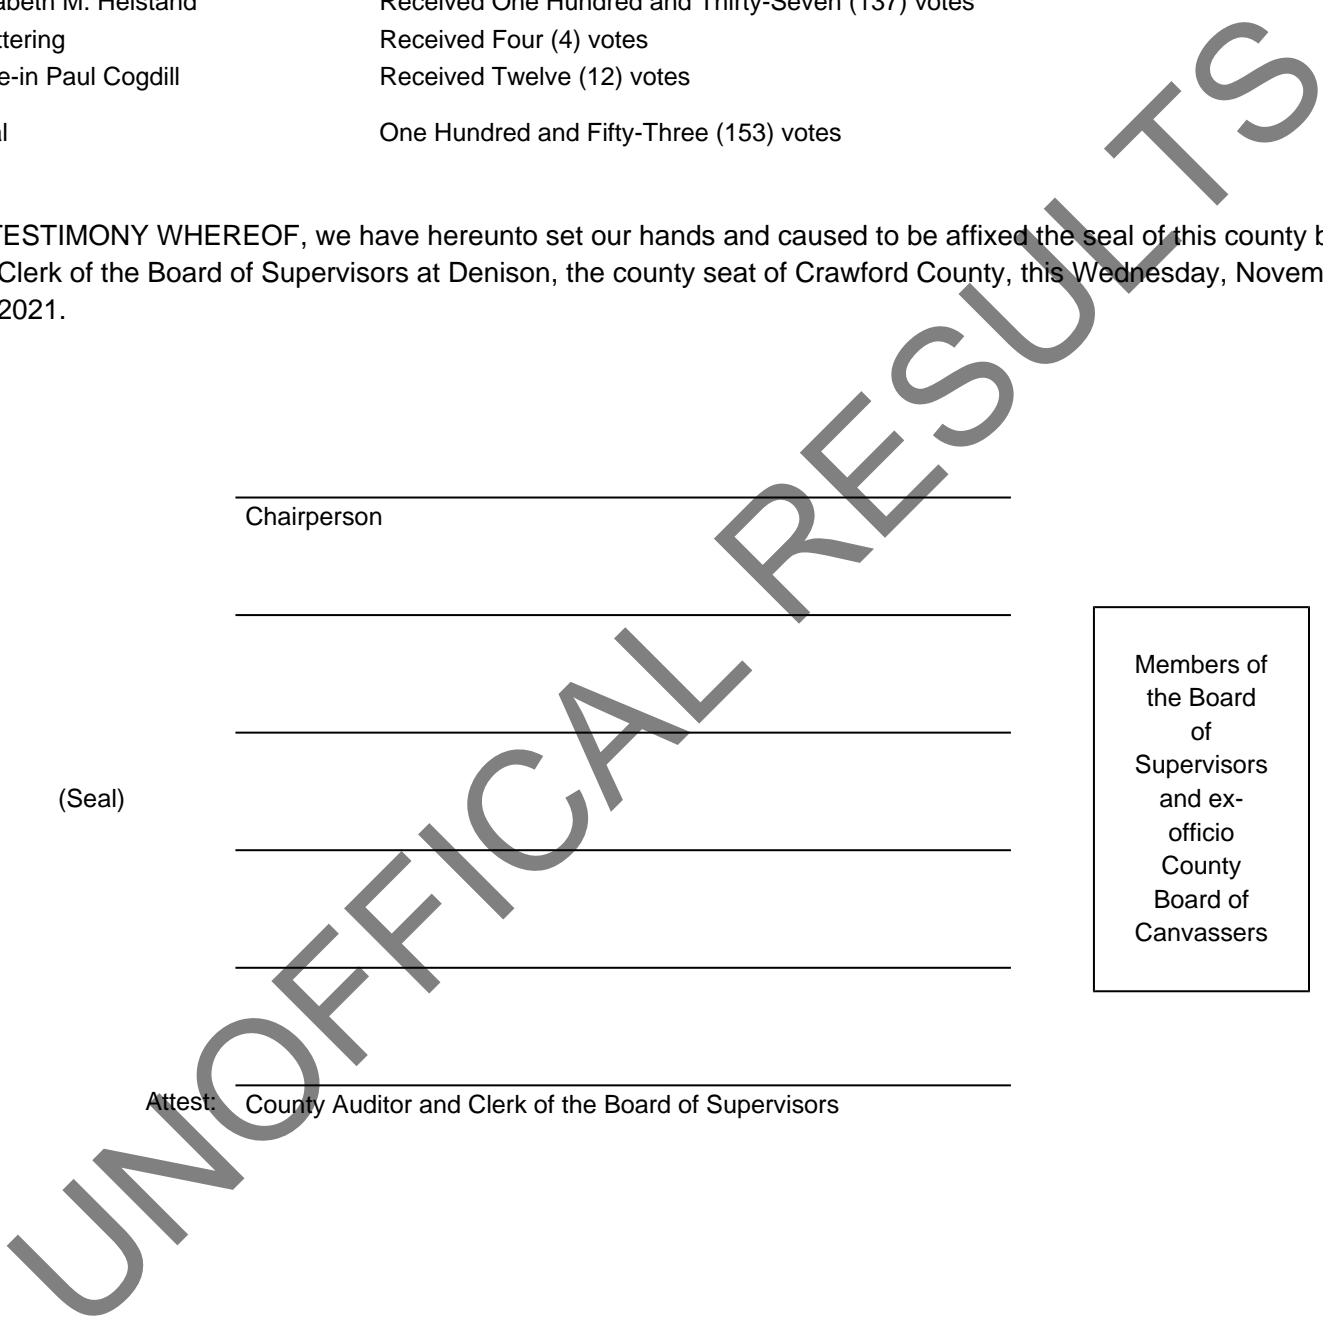 abeth M. Heistand Received One Hundred and Thirty-Seven (137) votes
ttering Received Four (4) votes
e-in Paul Cogdill Received Twelve (12) votes
al One Hundred and Fifty-Three (153) votes
TESTIMONY WHEREOF, we have hereunto set our hands and caused to be affixed the seal of this county b
Clerk of the Board of Supervisors at Denison, the county seat of Crawford County, this Wednesday, Novem
2021.
Chairperson
Members of
the Board
of
Supervisors
and ex-
officio
County
Board of
Canvassers
(Seal)
Attest: County Auditor and Clerk of the Board of Supervisors
UNOFFICAL RESULTS